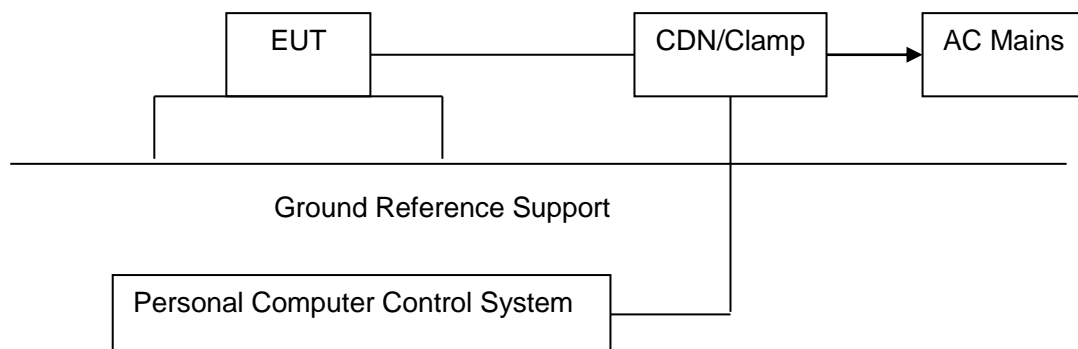 EUT
CDN/Clamp
AC Mains
Ground Reference Support
Personal Computer Control System